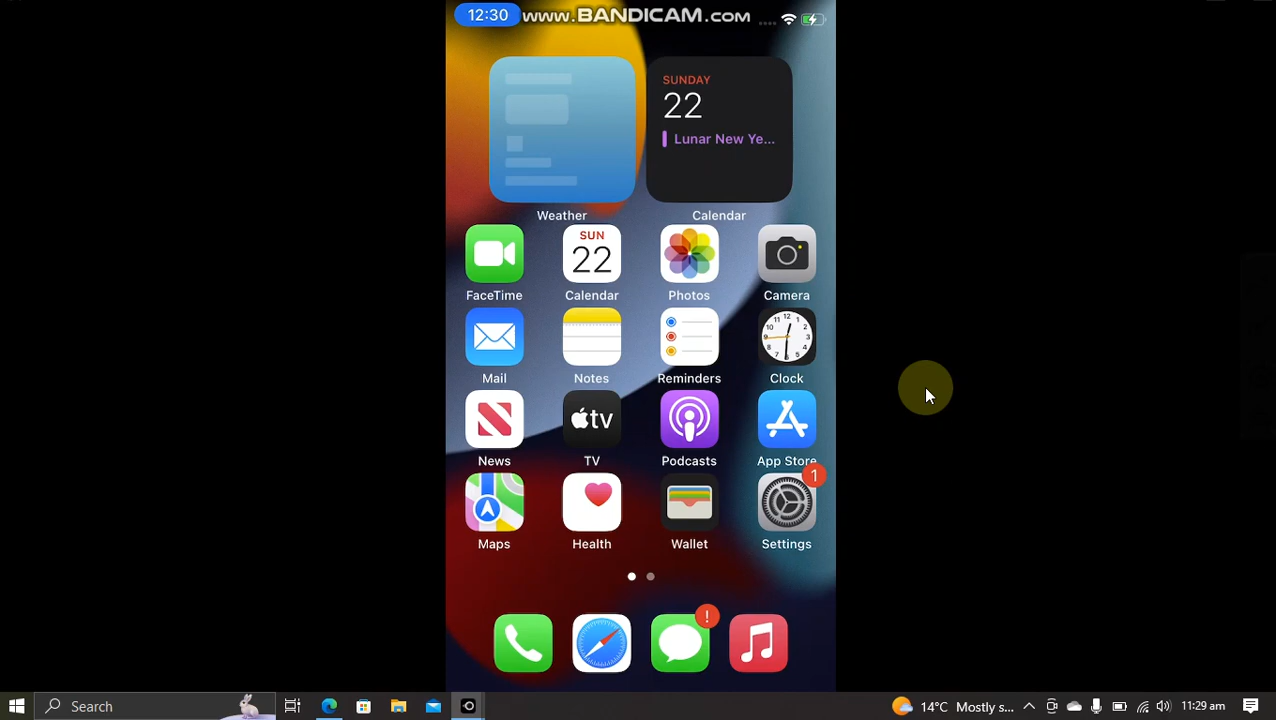 12:30
www.BANDICAM.com
SUNDAY
22
Lunar New Ye...
Weather
Calendar
SUN
22
FaceTime
Calendar
Photos
Camera
Mail
Notes
Reminders
Clock
tv
News
TV
Podcasts
App Store
1
Maps
Health
Wallet
Settings
!
Search
14°C Mostly s...
11:29 am